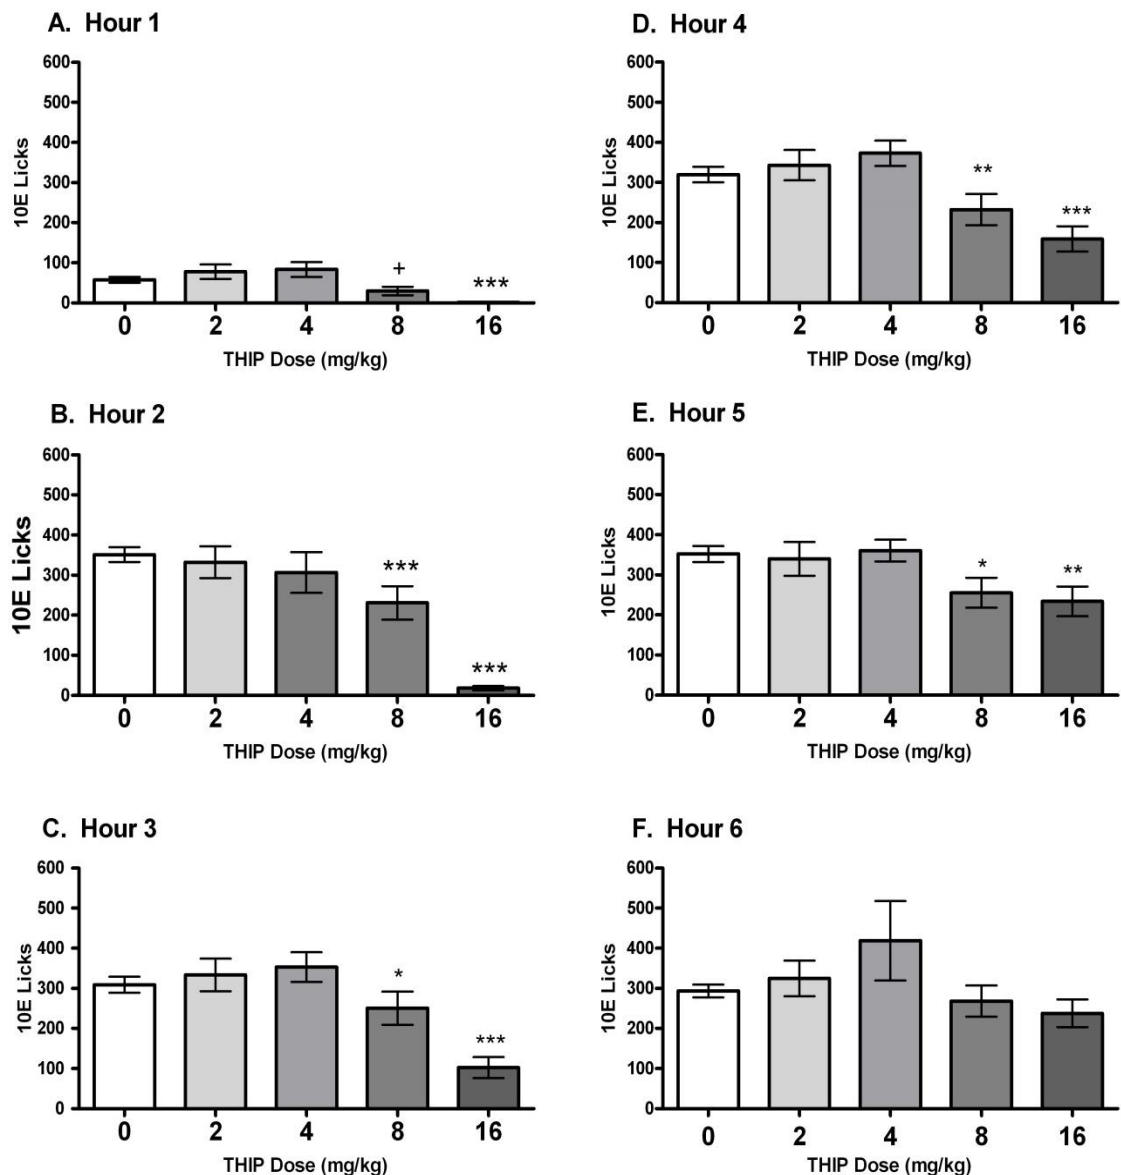 A. Hour 1
10E Licks
600
500
400
300
200
100
0
+
***
0 2 4 8 16
THIP Dose (mg/kg)
B. Hour 2
10E Licks
600
500
400
300
200
100
0
***
***
0 2 4 8 16
THIP Dose (mg/kg)
C. Hour 3
10E Licks
600
500
400
300
200
100
0
*
***
0 2 4 8 16
THIP Dose (mg/kg)
D. Hour 4
10E Licks
600
500
400
300
200
100
0
**
***
0 2 4 8 16
THIP Dose (mg/kg)
E. Hour 5
10E Licks
600
500
400
300
200
100
0
*
**
0 2 4 8 16
THIP Dose (mg/kg)
F. Hour 6
10E Licks
600
500
400
300
200
100
0
0 2 4 8 16
THIP Dose (mg/kg)